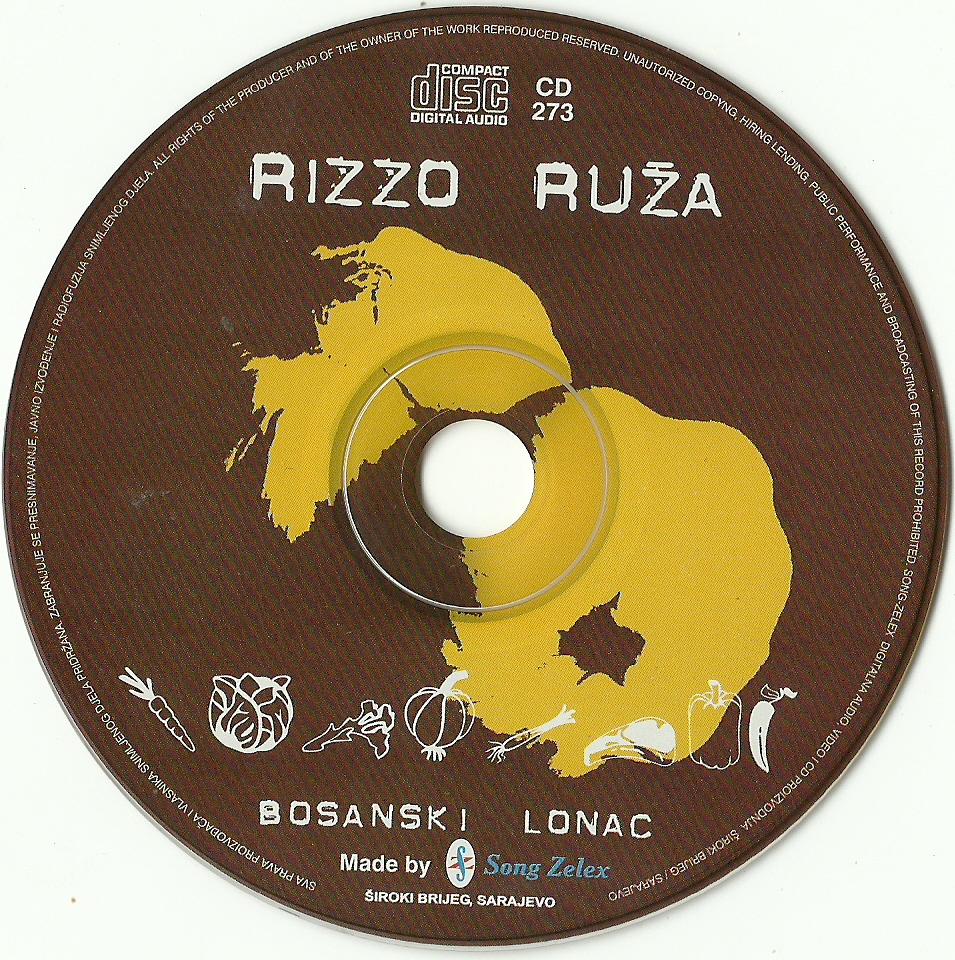 COMPACT
disc
DIGITAL AUDIO
CD
273
RIZZO RUŽA
BOSANSKI LONAC
Made by Song Zelex
ŠIROKI BRIJEG, SARAJEVO
SVA PRAVA PROIZVOĐAČA I VLASNIKA SNIMLJENOG DJELA PRIDRŽANA. ZABRANJUJE SE PRESNIMAVANJE, JAVNO IZVOĐENJE I RADIOFUZIJA SNIMLJENOG DJELA. ALL RIGHTS OF THE PRODUCER AND OF THE OWNER OF THE WORK REPRODUCED RESERVED. UNAUTORIZED COPYNG, HIRING LENDING, PUBLIC PERFORMANCE AND BROADCASTING OF THIS RECORD PROHIBITED. SONG-ZELEX DIGITALNA AUDIO, VIDEO I CD PROIZVODNJA ŠIROKI BRIJEG / SARAJEVO